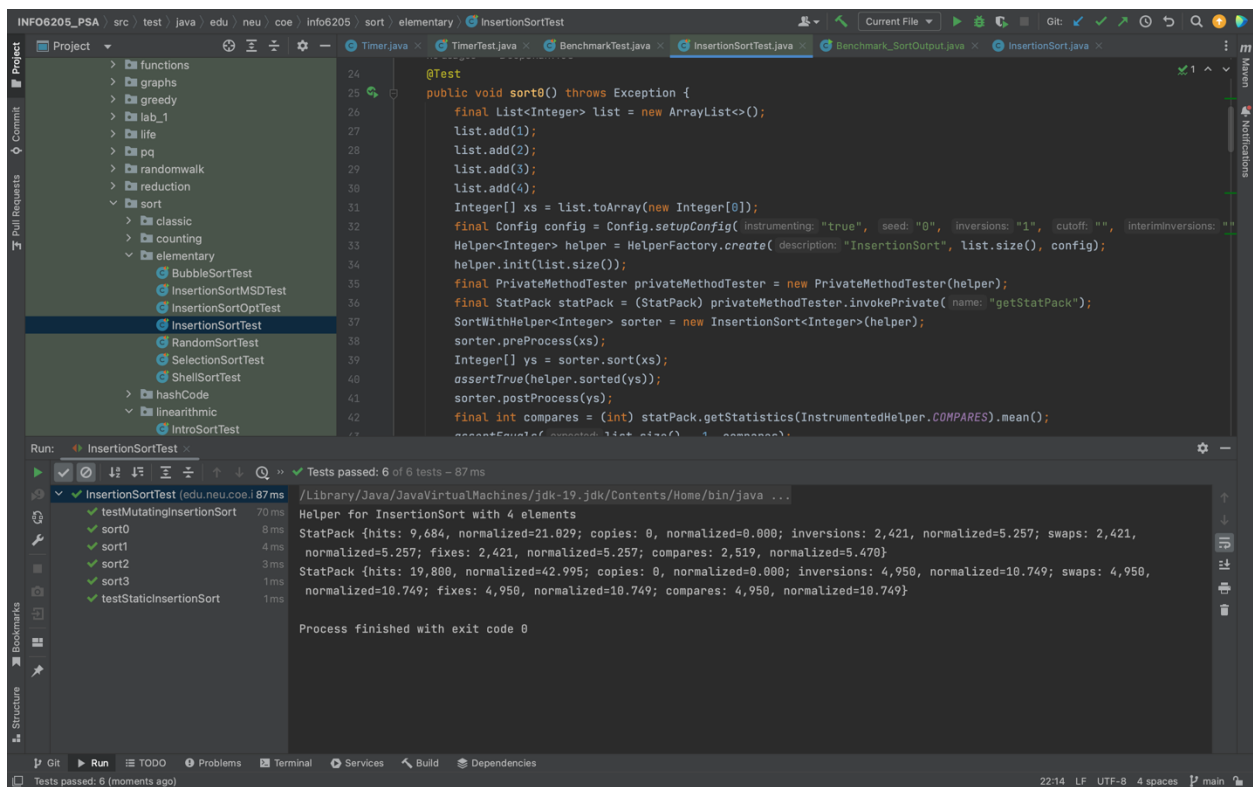 INFO6205_PSA 〉 src 〉 test 〉 java 〉 edu 〉 neu 〉 coe 〉 info6205 〉 sort 〉 elementary 〉 InsertionSortTest
Current File
Git:
Project
Timer.java
TimerTest.java
BenchmarkTest.java
InsertionSortTest.java
Benchmark_SortOutput.java
InsertionSort.java
Project
Commit
Pull Requests
Bookmarks
Structure
m
Maven
Notifications
functions
graphs
greedy
lab_1
life
pq
randomwalk
reduction
sort
classic
counting
elementary
BubbleSortTest
InsertionSortMSDTest
InsertionSortOptTest
InsertionSortTest
RandomSortTest
SelectionSortTest
ShellSortTest
hashCode
linearithmic
IntroSortTest
1
24 @Test
25 public void sort0() throws Exception {
26 final List<Integer> list = new ArrayList<>();
27 list.add(1);
28 list.add(2);
29 list.add(3);
30 list.add(4);
31 Integer[] xs = list.toArray(new Integer[0]);
32 final Config config = Config.setupConfig( instrumenting: "true", seed: "0", inversions: "1", cutoff: "", interimInversions: ""
33 Helper<Integer> helper = HelperFactory.create( description: "InsertionSort", list.size(), config);
34 helper.init(list.size());
35 final PrivateMethodTester privateMethodTester = new PrivateMethodTester(helper);
36 final StatPack statPack = (StatPack) privateMethodTester.invokePrivate( name: "getStatPack");
37 SortWithHelper<Integer> sorter = new InsertionSort<Integer>(helper);
38 sorter.preProcess(xs);
39 Integer[] ys = sorter.sort(xs);
40 assertTrue(helper.sorted(ys));
41 sorter.postProcess(ys);
42 final int compares = (int) statPack.getStatistics(InstrumentedHelper.COMPARES).mean();
Run: InsertionSortTest
Tests passed: 6 of 6 tests – 87 ms
InsertionSortTest (edu.neu.coe.i 87 ms
testMutatingInsertionSort 70 ms
sort0 8 ms
sort1 4 ms
sort2 3 ms
sort3 1 ms
testStaticInsertionSort 1 ms
/Library/Java/JavaVirtualMachines/jdk-19.jdk/Contents/Home/bin/java ...
Helper for InsertionSort with 4 elements
StatPack {hits: 9,684, normalized=21.029; copies: 0, normalized=0.000; inversions: 2,421, normalized=5.257; swaps: 2,421,
normalized=5.257; fixes: 2,421, normalized=5.257; compares: 2,519, normalized=5.470}
StatPack {hits: 19,800, normalized=42.995; copies: 0, normalized=0.000; inversions: 4,950, normalized=10.749; swaps: 4,950,
normalized=10.749; fixes: 4,950, normalized=10.749; compares: 4,950, normalized=10.749}
Process finished with exit code 0
Git Run TODO Problems Terminal Services Build Dependencies
Tests passed: 6 (moments ago)
22:14 LF UTF-8 4 spaces main